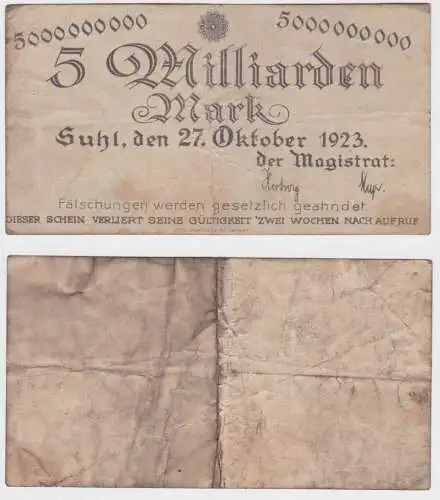 5000000000 5000000000
5 Milliarden
Mark
Suhl, den 27. Oktober 1923.
der Magistrat:
Fälschungen werden gesetzlich geahndet
DIESER SCHEIN VERLIERT SEINE GÜLTIGKEIT ZWEI WOCHEN NACH AUFRUF